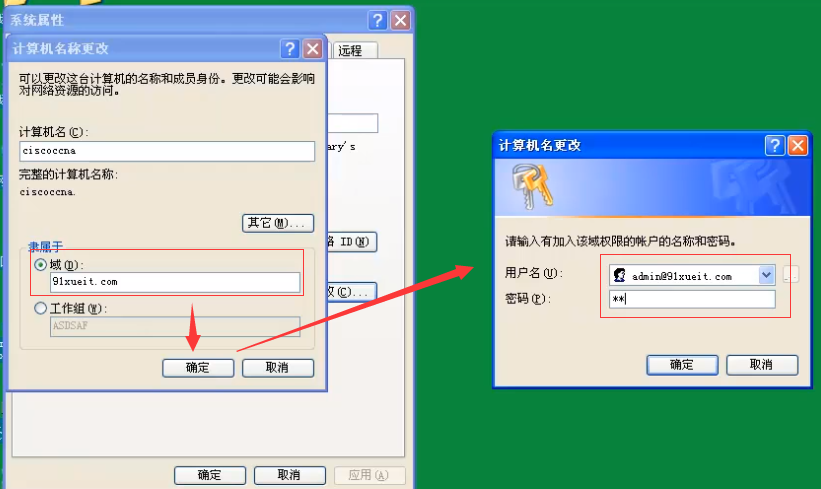 系统属性
计算机名称更改
远程
可以更改这台计算机的名称和成员身份。更改可能会影响
对网络资源的访问。
计算机名(C):
ciscoccna
ary's
完整的计算机名称:
ciscoccna.
其它(M)...
隶属于
络 ID(N)
域(D):
91xueit.com
改(C)...
工作组(W):
ASDSAF
确定
取消
确定
取消
应用(A)
计算机名更改
请输入有加入该域权限的帐户的名称和密码。
用户名(U):
admin@91xueit.com
...
密码(P):
**
确定
取消